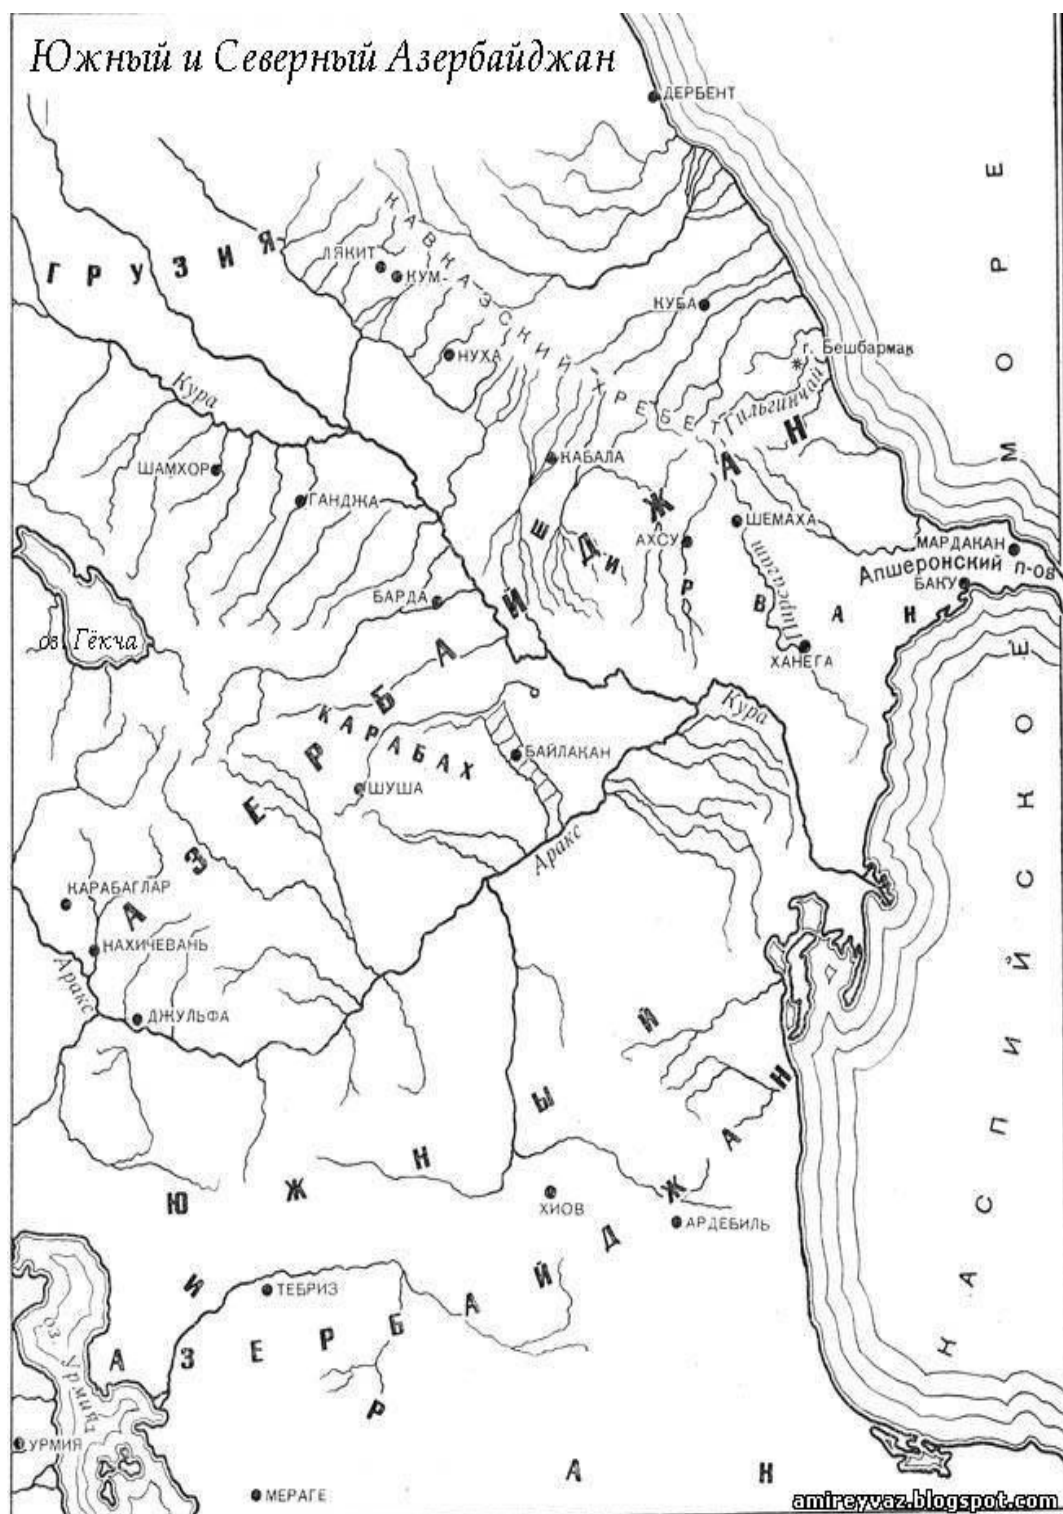 Южный и Северный Азербайджан
ДЕРБЕНТ
КАСПИЙСКОЕ МОРЕ
ГРУЗИЯ
КАВКАЗСКИЙ ХРЕБЕТ
ЛЯКИТ
КУМ
КУБА
НУХА
г. Бешбармак
Гильгинчай
Кура
ШАМХОР
ГАНДЖА
КАБАЛА
АЗЕРБАЙДЖАН
ШИРВАН
АХСУ
ШЕМАХА
Пирсагат
МАРДАКАН
Апшеронский п-ов
БАКУ
БАРДА
оз. Гёкча
ХАНЕГА
КАРАБАХ
Кура
БАЙЛАКАН
ШУША
Аракс
КАРАБАГЛАР
НАХИЧЕВАНЬ
Аракс
ДЖУЛЬФА
ЮЖНЫЙ
АЗЕРБАЙДЖАН
ХИОВ
АРДЕБИЛЬ
ТЕБРИЗ
оз. Урмия
УРМИЯ
ИРАН
МЕРАГЕ
amireyvaz.blogspot.com